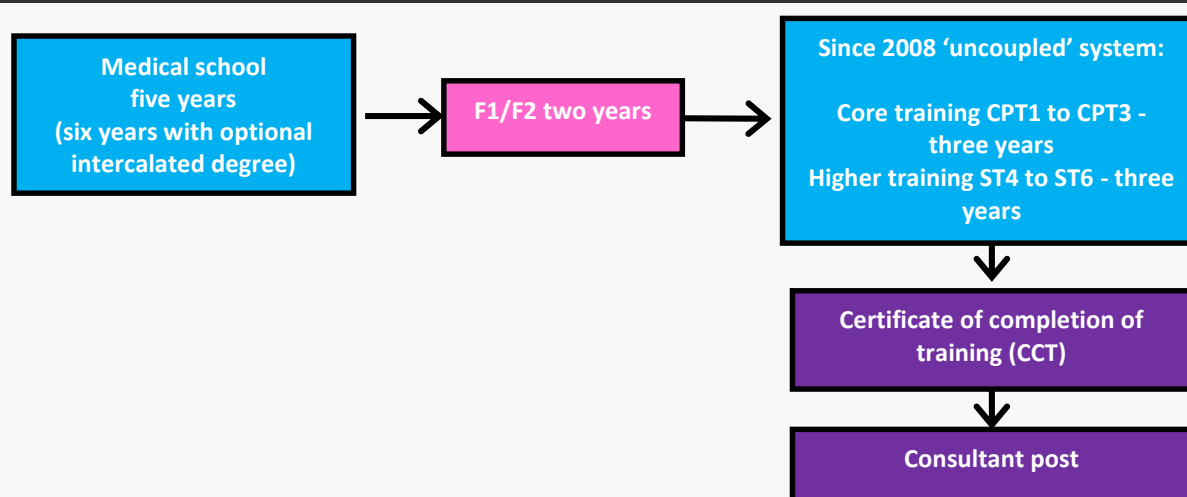 Medical school
five years
(six years with optional
intercalated degree)
F1/F2 two years
Since 2008 ‘uncoupled’ system:
Core training CPT1 to CPT3 -
three years
Higher training ST4 to ST6 - three
years
Certificate of completion of
training (CCT)
Consultant post